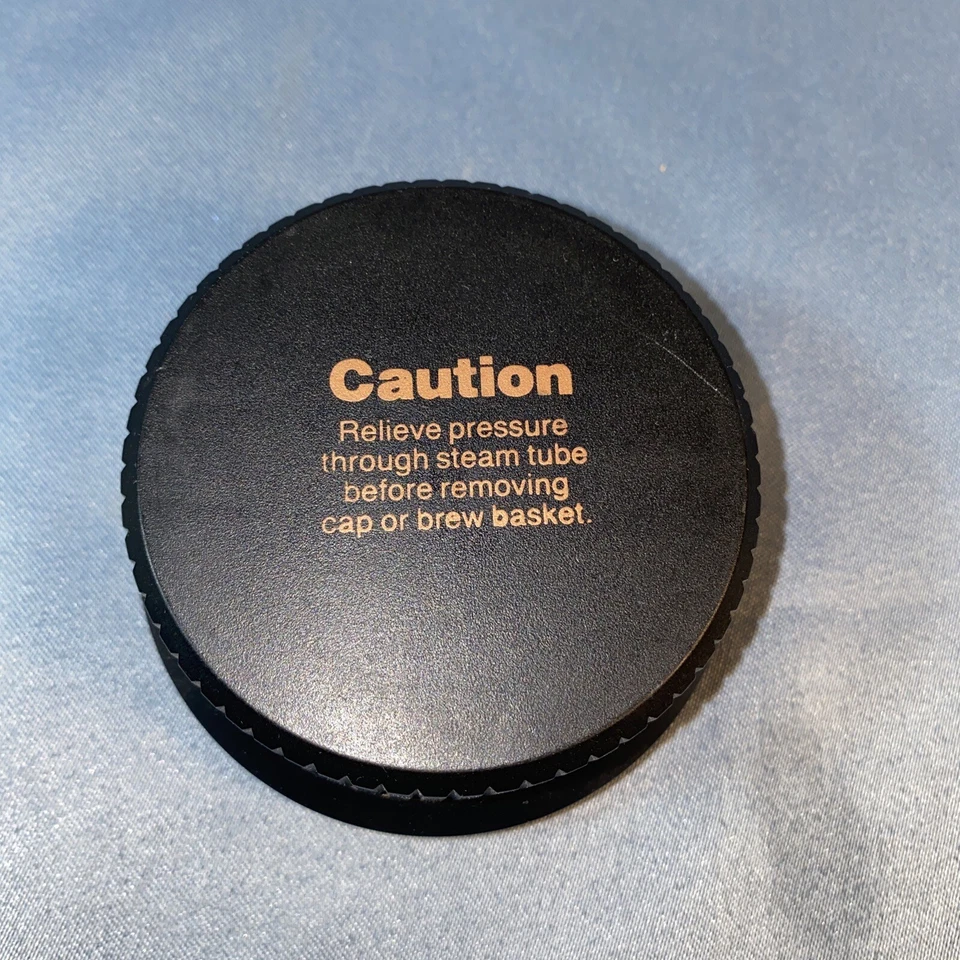 Caution
Relieve pressure
through steam tube
before removing
cap or brew basket.